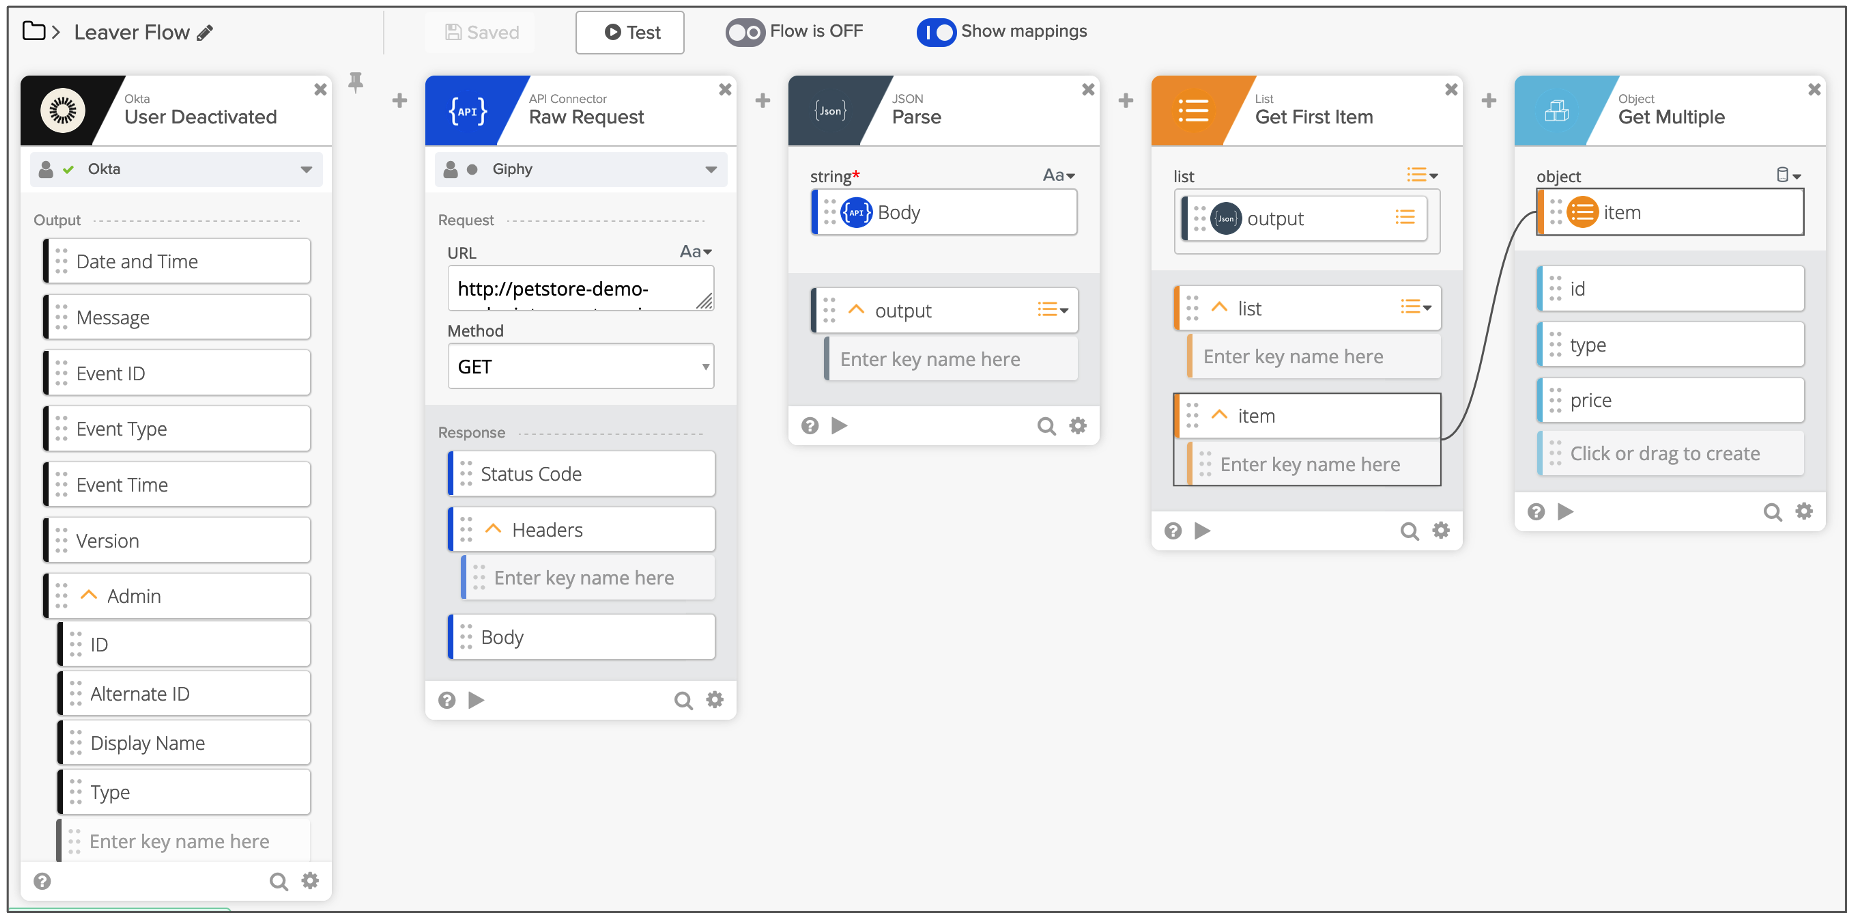 Leaver Flow
Saved
Test
Flow is OFF
Show mappings
Okta
User Deactivated
Okta
Output
Date and Time
Message
Event ID
Event Type
Event Time
Version
Admin
ID
Alternate ID
Display Name
Type
Enter key name here
{API}
API Connector
Raw Request
Giphy
Request
URL
Aa
http://petstore-demo-
Method
GET
Response
Status Code
Headers
Enter key name here
Body
{Json}
JSON
Parse
string*
Aa
{API} Body
output
Enter key name here
List
Get First Item
list
{Json} output
list
Enter key name here
item
Enter key name here
Object
Get Multiple
object
item
id
type
price
Click or drag to create